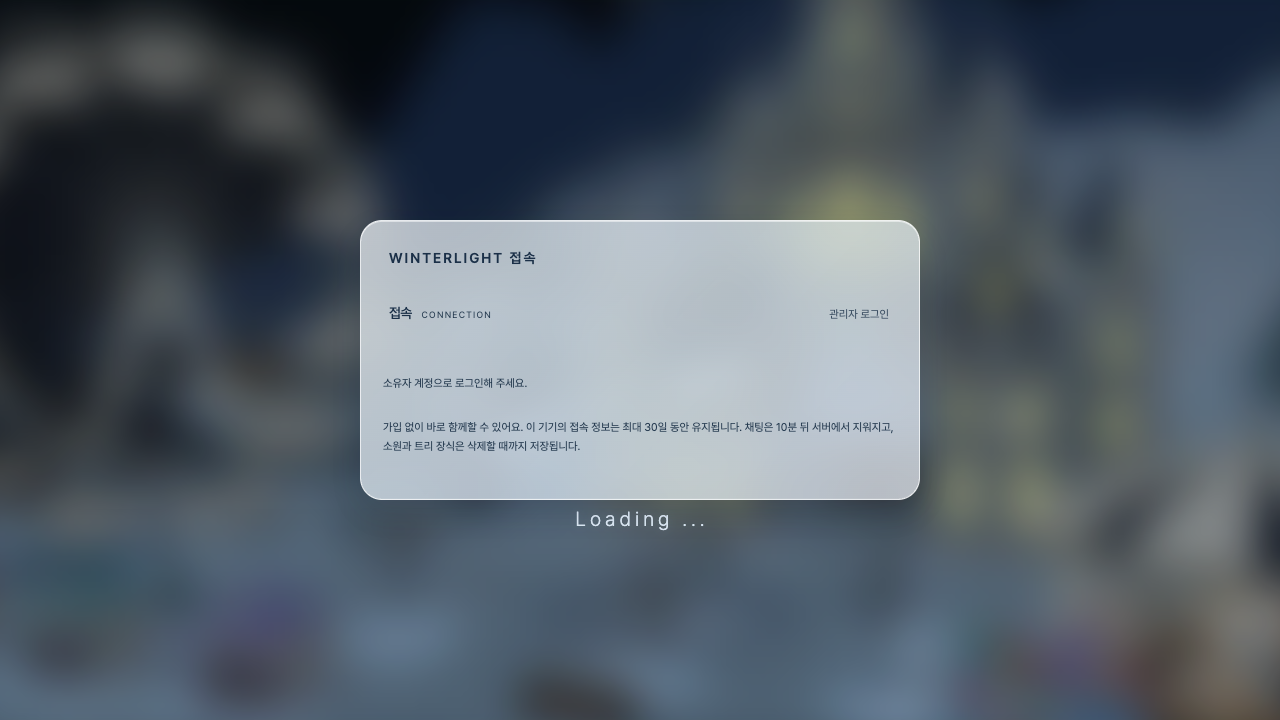 WINTERLIGHT 접속
접속 CONNECTION
관리자 로그인
소유자 계정으로 로그인해 주세요.
가입 없이 바로 함께할 수 있어요. 이 기기의 접속 정보는 최대 30일 동안 유지됩니다. 채팅은 10분 뒤 서버에서 지워지고,
소원과 트리 장식은 삭제할 때까지 저장됩니다.
Loading ...